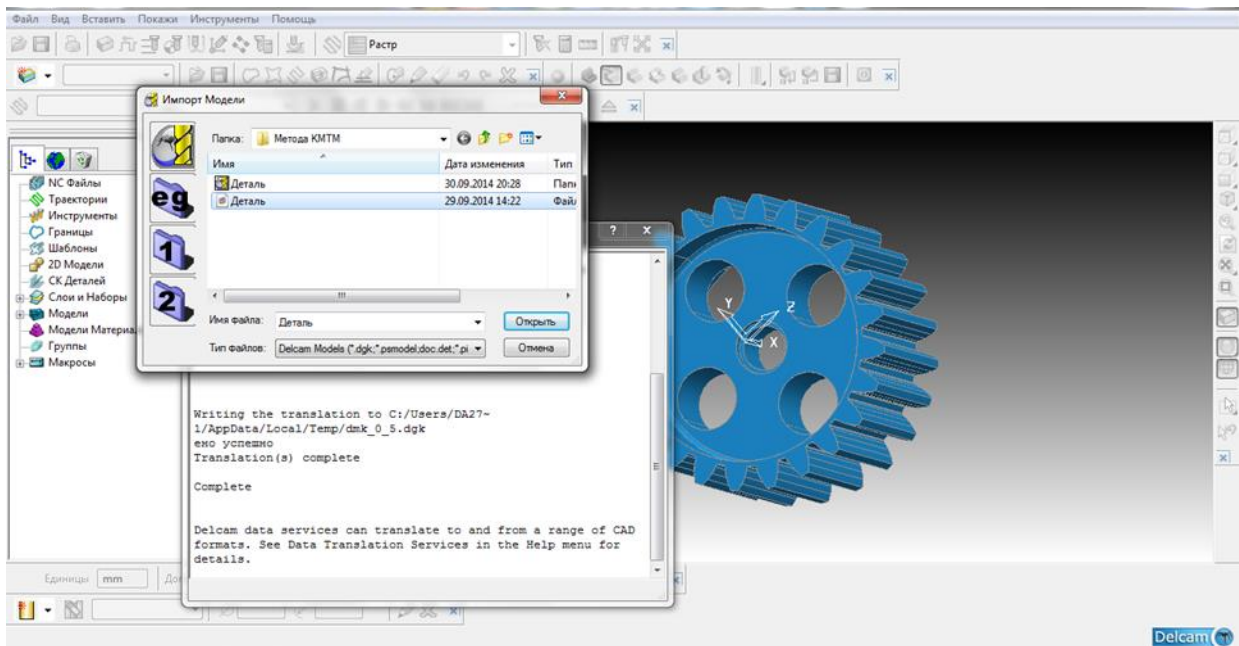 Файл Вид Вставить Покажи Инструменты Помощь
Растр
Импорт Модели
Папка: Метода КМТМ
Имя Дата изменения Тип
Деталь 30.09.2014 20:28
Деталь 29.09.2014 14:22
eg
1
2
Имя файла: Деталь Открыть
Тип файлов: Delcam Models (*.dgk;*.psmodel;doc.det;*.pi Отмена
NC Файлы
Траектории
Инструменты
Границы
Шаблоны
2D Модели
СК Деталей
Слои и Наборы
Модели
Модели
Группы
Макросы
? X
Writing the translation to C:/Users/DA27~
1/AppData/Local/Temp/dmk_0_5.dgk
ено успешно
Translation(s) complete
Complete
Delcam data services can translate to and from a range of CAD
formats. See Data Translation Services in the Help menu for
details.
Y Z
X
Единицы mm
Delcam